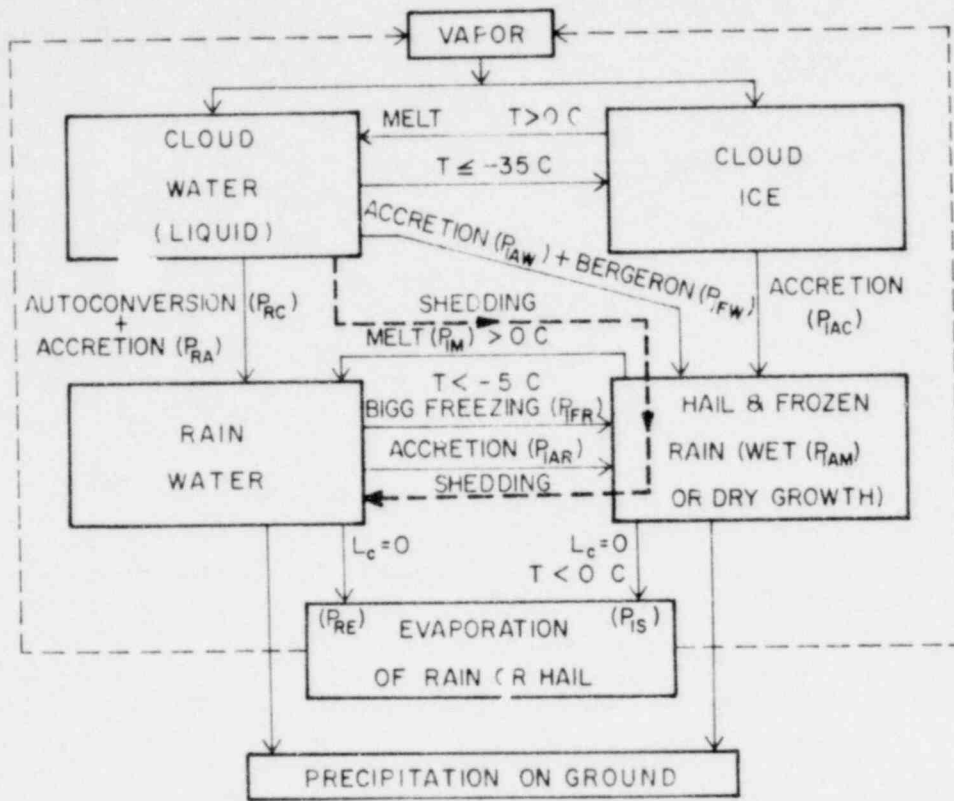 VAPOR
CLOUD
WATER
(LIQUID)
MELT T>0 C
T ≦ -35 C
CLOUD
ICE
ACCRETION (P_IAW) + BERGERON (P_IFW)
ACCRETION
(P_IAC)
AUTOCONVERSION (P_RC)
+
ACCRETION (P_RA)
SHEDDING
MELT (P_IM) > 0 C
T < -5 C
BIGG FREEZING (P_IFR)
ACCRETION (P_IAR)
SHEDDING
RAIN
WATER
HAIL & FROZEN
RAIN (WET (P_IAM)
OR DRY GROWTH)
L_C=0
L_C=0
T < 0 C
(P_RE)
(P_IS)
EVAPORATION
OF RAIN OR HAIL
PRECIPITATION ON GROUND